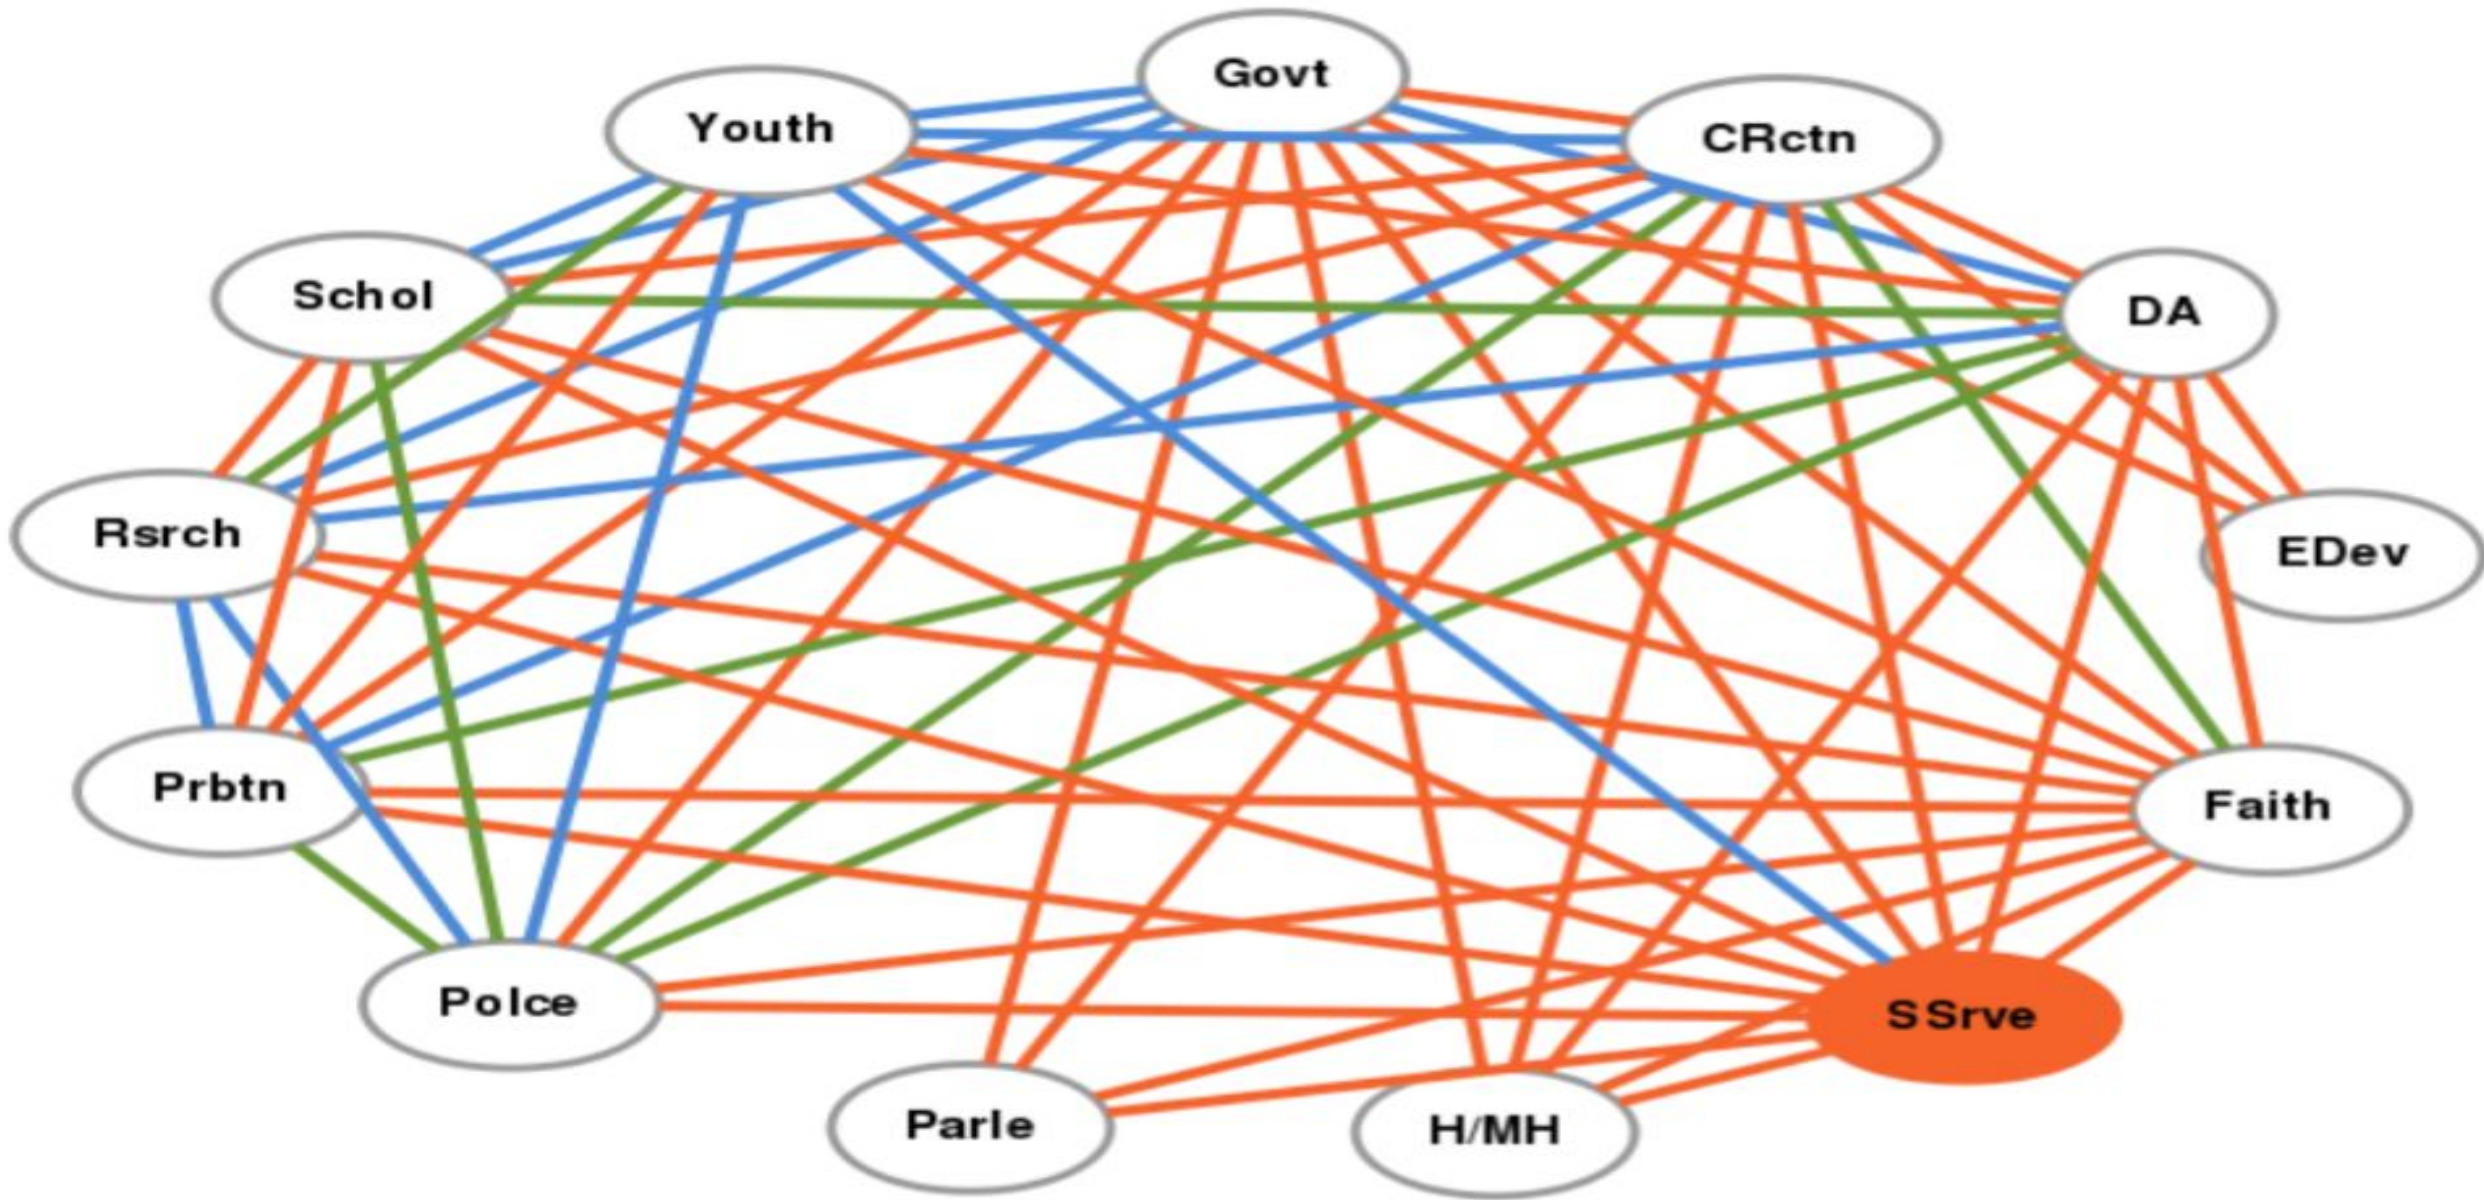 Govt
Youth
CRctn
Schol
DA
Rsrch
EDev
Prbtn
Faith
Polce
SSrve
Parle
H/MH